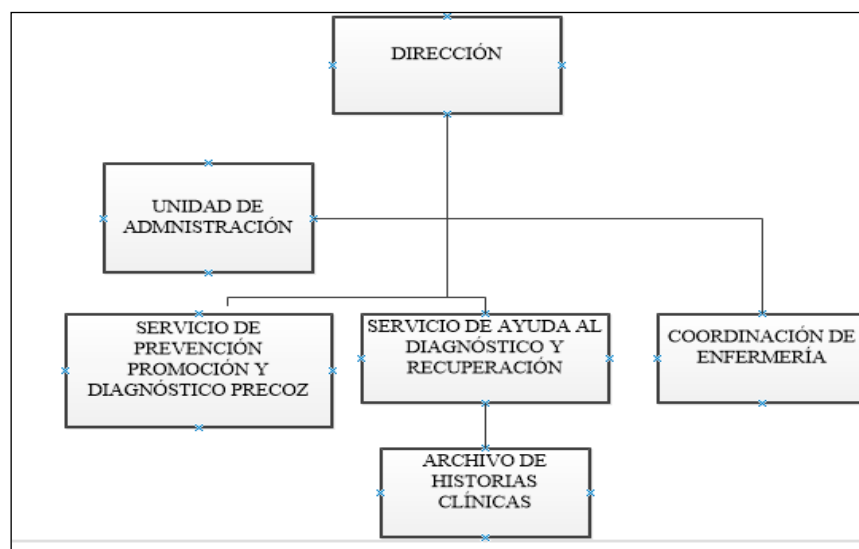 DIRECCIÓN
UNIDAD DE
ADMNISTRACIÓN
SERVICIO DE
PREVENCIÓN
PROMOCIÓN Y
DIAGNÓSTICO PRECOZ
SERVICIO DE AYUDA AL
DIAGNÓSTICO Y
RECUPERACIÓN
COORDINACIÓN DE
ENFERMERÍA
ARCHIVO DE
HISTORIAS
CLÍNICAS